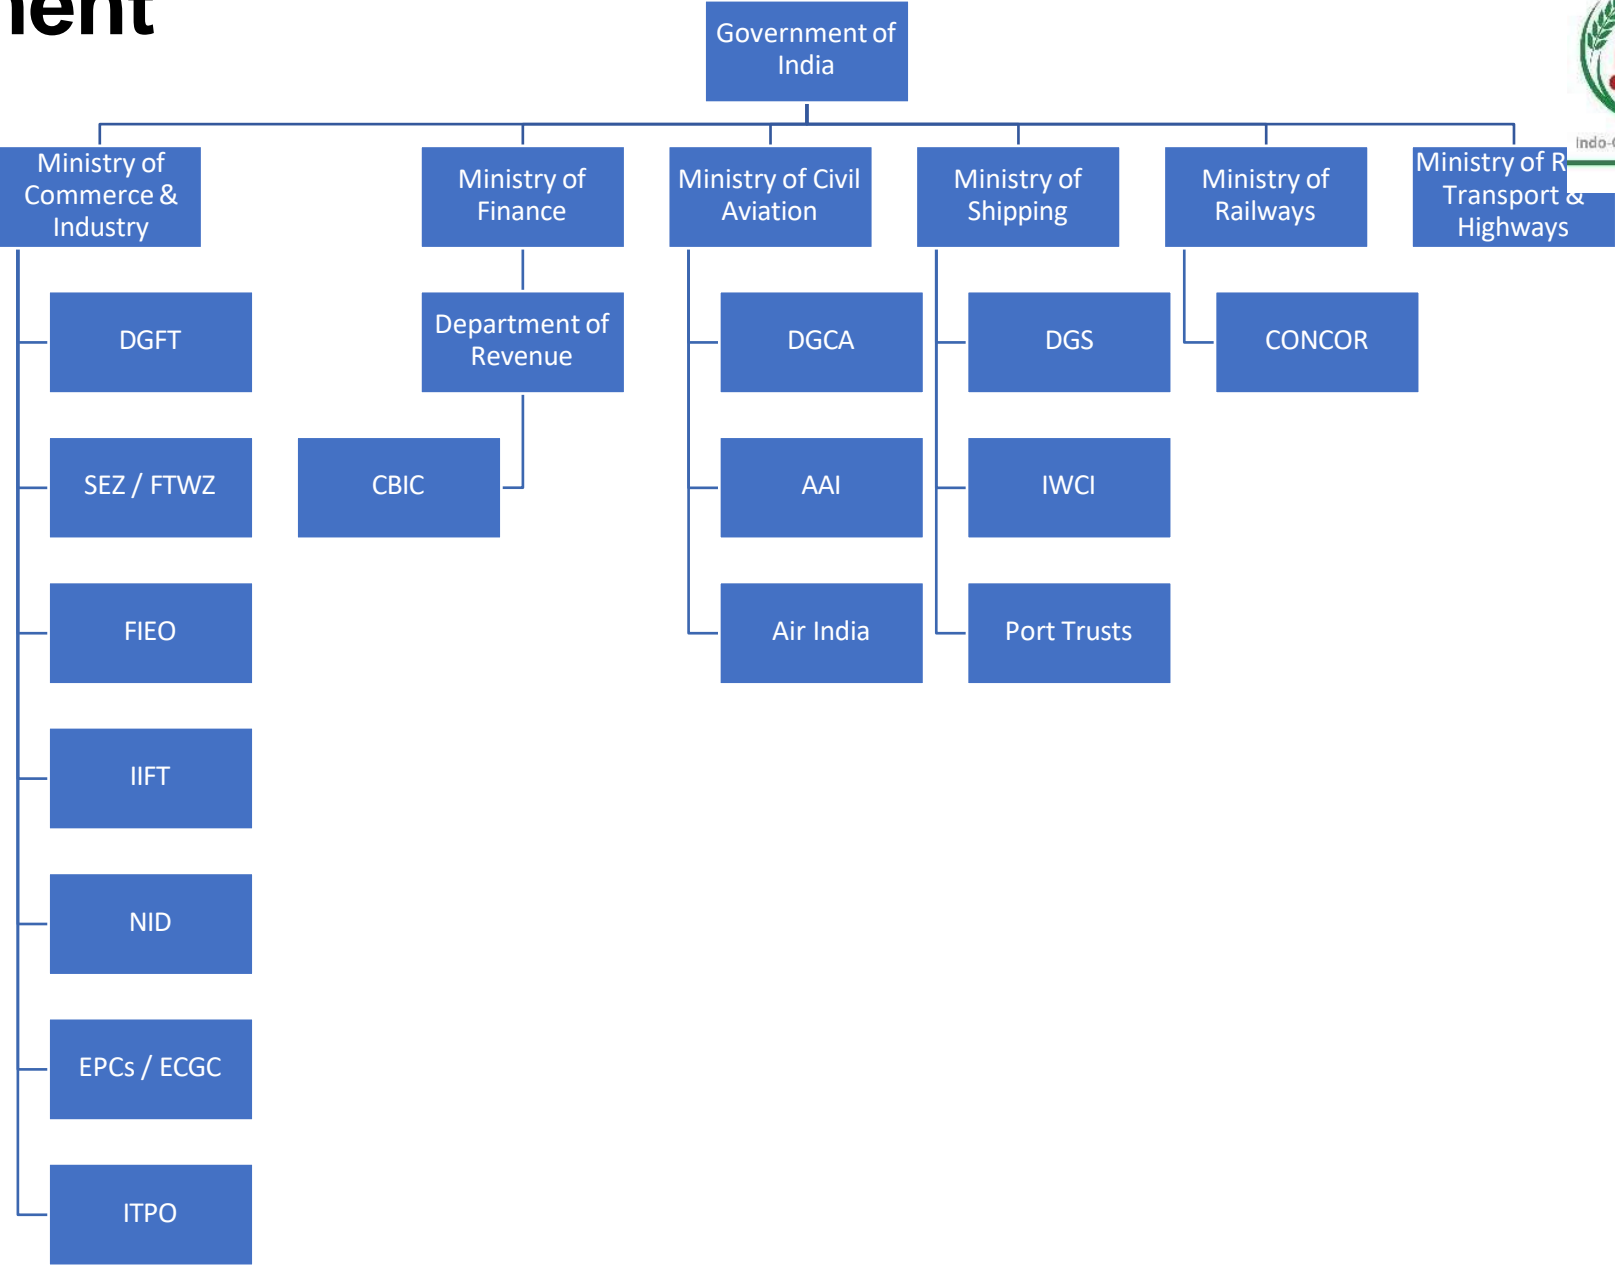 Government of
India
Ministry of
Commerce &
Industry
Ministry of
Finance
Ministry of Civil
Aviation
Ministry of
Shipping
Ministry of
Railways
Ministry of
Transport &
Highways
DGFT
Department of
Revenue
DGCA
DGS
CONCOR
SEZ / FTWZ
CBIC
AAI
IWCI
FIEO
Air India
Port Trusts
IIFT
NID
EPCs / ECGC
ITPO